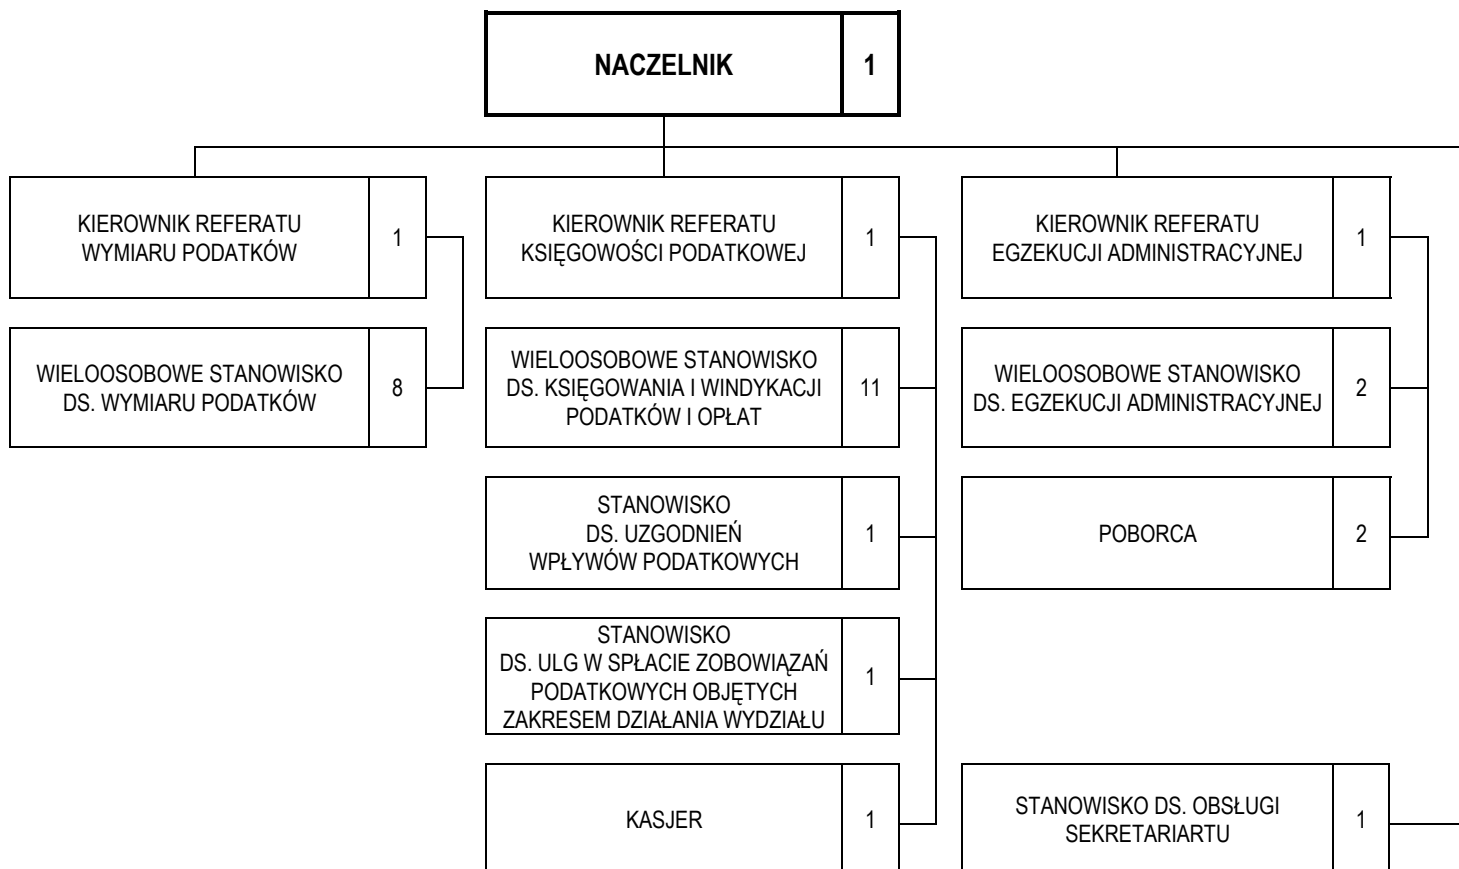 NACZELNIK
1
KIEROWNIK REFERATU
WYMIARU PODATKÓW
1
KIEROWNIK REFERATU
KSIĘGOWOŚCI PODATKOWEJ
1
KIEROWNIK REFERATU
EGZEKUCJI ADMINISTRACYJNEJ
1
WIELOOSOBOWE STANOWISKO
DS. WYMIARU PODATKÓW
8
WIELOOSOBOWE STANOWISKO
DS. KSIĘGOWANIA I WINDYKACJI
PODATKÓW I OPŁAT
11
WIELOOSOBOWE STANOWISKO
DS. EGZEKUCJI ADMINISTRACYJNEJ
2
STANOWISKO
DS. UZGODNIEŃ
WPŁYWÓW PODATKOWYCH
1
POBORCA
2
STANOWISKO
DS. ULG W SPŁACIE ZOBOWIĄZAŃ
PODATKOWYCH OBJĘTYCH
ZAKRESEM DZIAŁANIA WYDZIAŁU
1
KASJER
1
STANOWISKO DS. OBSŁUGI
SEKRETARIARTU
1